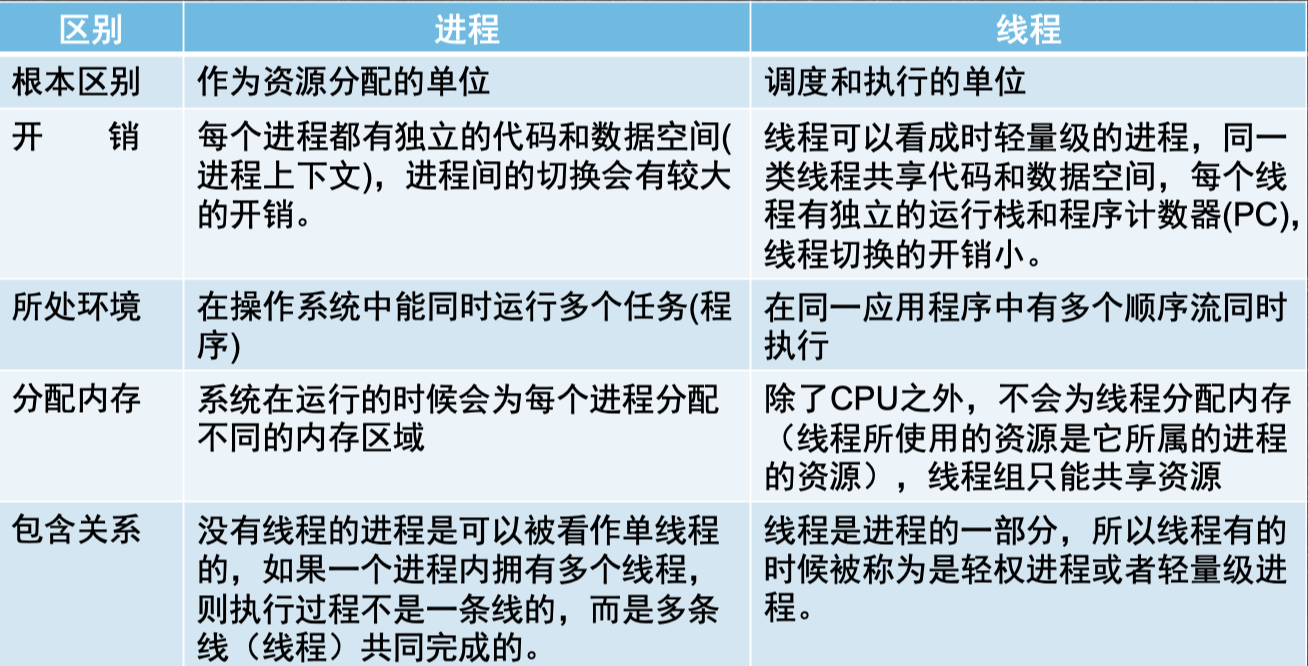 区别 进程 线程
根本区别 作为资源分配的单位 调度和执行的单位
开 销 每个进程都有独立的代码和数据空间(
进程上下文)，进程间的切换会有较大
的开销。
线程可以看成时轻量级的进程，同一
类线程共享代码和数据空间，每个线
程有独立的运行栈和程序计数器(PC)，
线程切换的开销小。
所处环境 在操作系统中能同时运行多个任务(程
序)
在同一应用程序中有多个顺序流同时
执行
分配内存 系统在运行的时候会为每个进程分配
不同的内存区域
除了CPU之外，不会为线程分配内存
（线程所使用的资源是它所属的进程
的资源），线程组只能共享资源
包含关系 没有线程的进程是可以被看作单线程
的，如果一个进程内拥有多个线程，
则执行过程不是一条线的，而是多条
线（线程）共同完成的。
线程是进程的一部分，所以线程有的
时候被称为是轻权进程或者轻量级进
程。